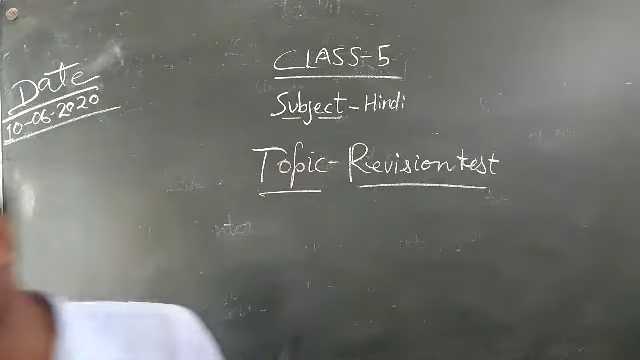 Date
10-06-2020
CLASS-5
Subject-Hindi
Topic-Revision test